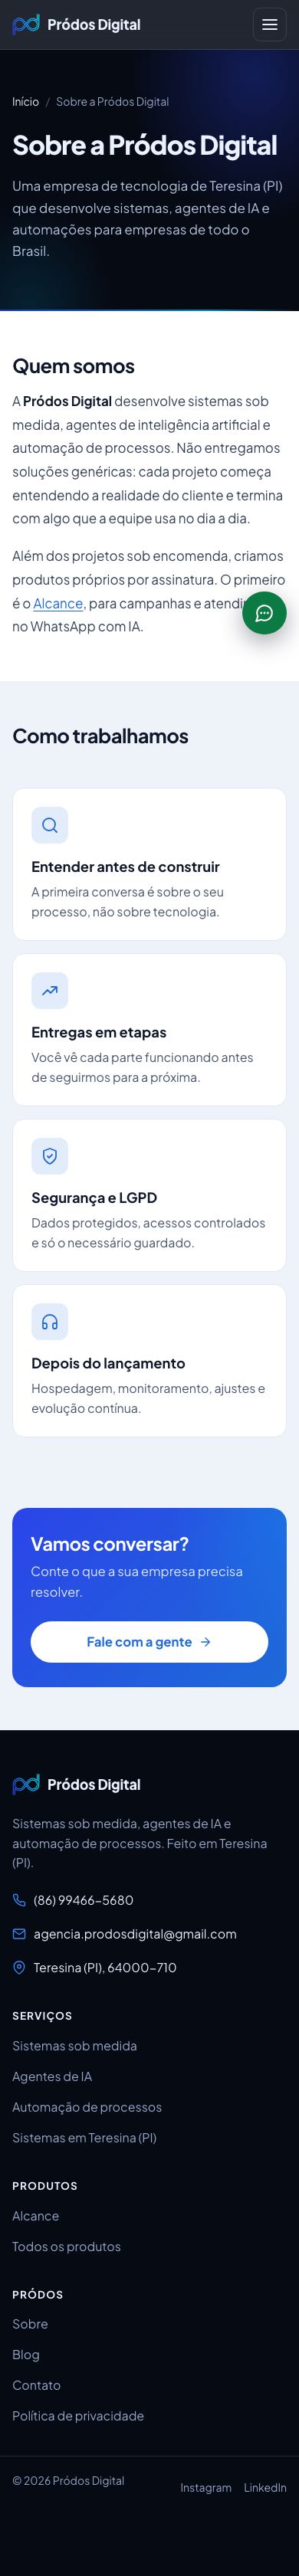 Pródos Digital
Início / Sobre a Pródos Digital
Sobre a Pródos Digital
Uma empresa de tecnologia de Teresina (PI)
que desenvolve sistemas, agentes de IA e
automações para empresas de todo o
Brasil.
Quem somos
A Pródos Digital desenvolve sistemas sob
medida, agentes de inteligência artificial e
automação de processos. Não entregamos
soluções genéricas: cada projeto começa
entendendo a realidade do cliente e termina
com algo que a equipe usa no dia a dia.
Além dos projetos sob encomenda, criamos
produtos próprios por assinatura. O primeiro
é o Alcance, para campanhas e
no WhatsApp com IA.
Como trabalhamos
Entender antes de construir
A primeira conversa é sobre o seu
processo, não sobre tecnologia.
Entregas em etapas
Você vê cada parte funcionando antes
de seguirmos para a próxima.
Segurança e LGPD
Dados protegidos, acessos controlados
e só o necessário guardado.
Depois do lançamento
Hospedagem, monitoramento, ajustes e
evolução contínua.
Vamos conversar?
Conte o que a sua empresa precisa
resolver.
Fale com a gente →
Pródos Digital
Sistemas sob medida, agentes de IA e
automação de processos. Feito em Teresina
(PI).
(86) 99466-5680
agencia.prodosdigital@gmail.com
Teresina (PI), 64000-710
SERVIÇOS
Sistemas sob medida
Agentes de IA
Automação de processos
Sistemas em Teresina (PI)
PRODUTOS
Alcance
Todos os produtos
PRÓDOS
Sobre
Blog
Contato
Política de privacidade
© 2026 Pródos Digital
Instagram LinkedIn